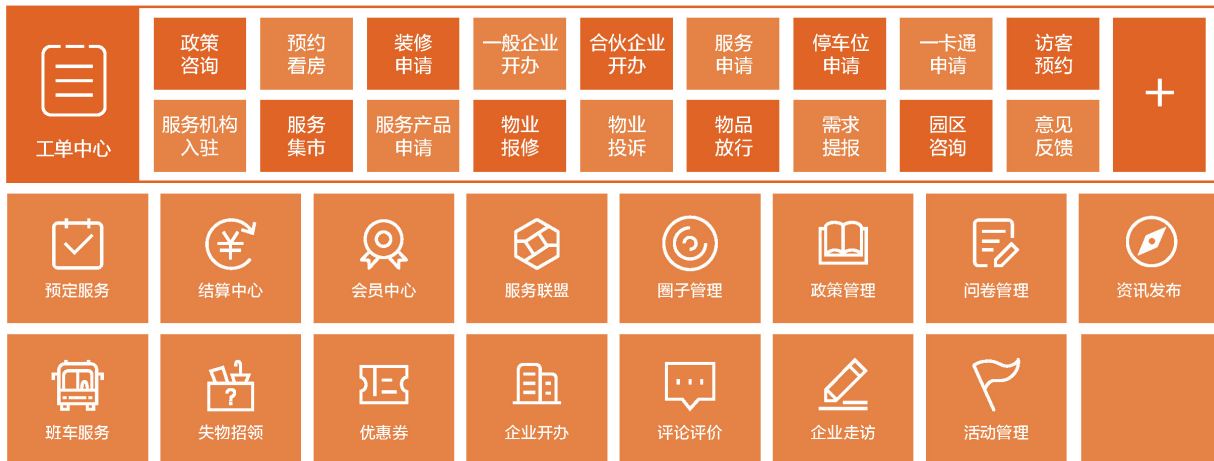 政策
咨询
预约
看房
装修
申请
一般企业
开办
合伙企业
开办
服务
申请
停车位
申请
一卡通
申请
访客
预约
工单中心
服务机构
入驻
服务
集市
服务产品
申请
物业
报修
物业
投诉
物品
放行
需求
提报
园区
咨询
意见
反馈
+
预定服务
结算中心
会员中心
服务联盟
圈子管理
政策管理
问卷管理
资讯发布
班车服务
失物招领
优惠券
企业开办
评论评价
企业走访
活动管理